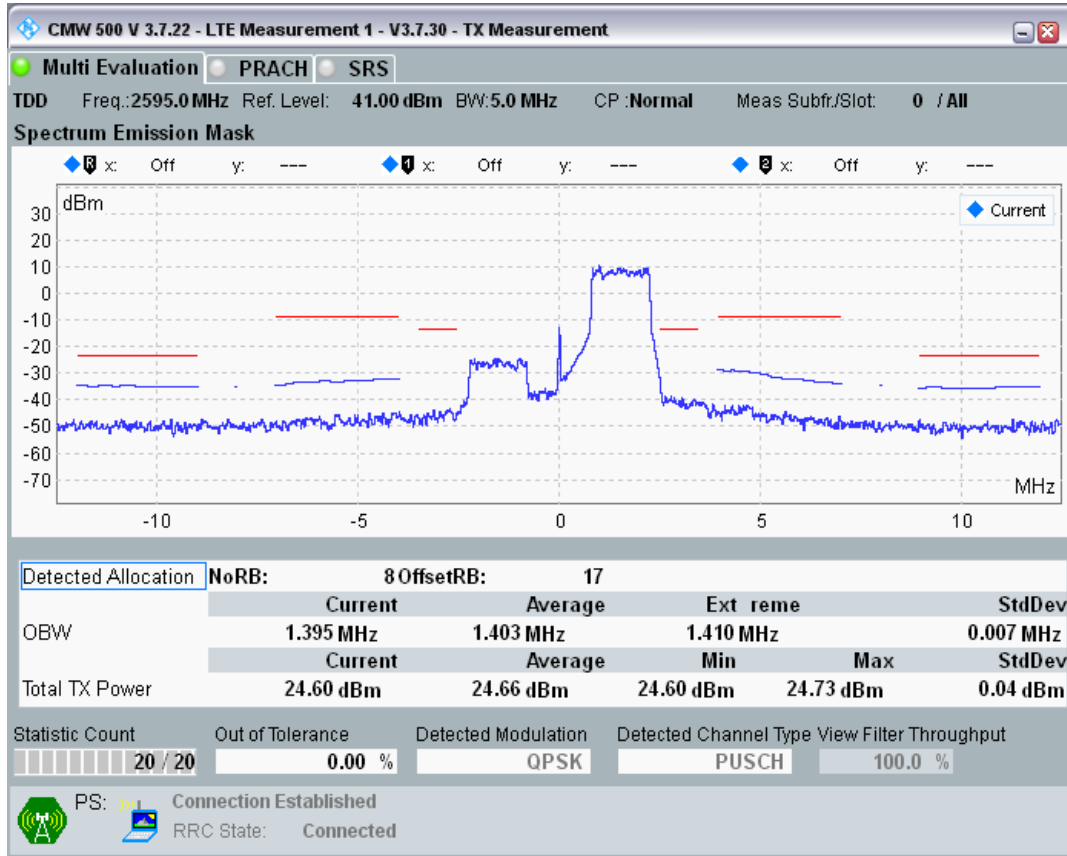 CMW 500 V 3.7.22 - LTE Measurement 1 - V3.7.30 - TX Measurement
Multi Evaluation PRACH SRS
TDD Freq.:2595.0 MHz Ref. Level: 41.00 dBm BW:5.0 MHz CP :Normal Meas Subfr./Slot: 0 / All
Spectrum Emission Mask
R x: Off y: --- 1 x: Off y: --- 2 x: Off y: ---
dBm
Current
30
20
10
0
-10
-20
-30
-40
-50
-60
-70
MHz
-10 -5 0 5 10
Detected Allocation NoRB: 8 OffsetRB: 17
Current Average Ext reme StdDev
OBW 1.395 MHz 1.403 MHz 1.410 MHz 0.007 MHz
Current Average Min Max StdDev
Total TX Power 24.60 dBm 24.66 dBm 24.60 dBm 24.73 dBm 0.04 dBm
Statistic Count Out of Tolerance Detected Modulation Detected Channel Type View Filter Throughput
20 / 20 0.00 % QPSK PUSCH 100.0 %
PS: Connection Established
RRC State: Connected